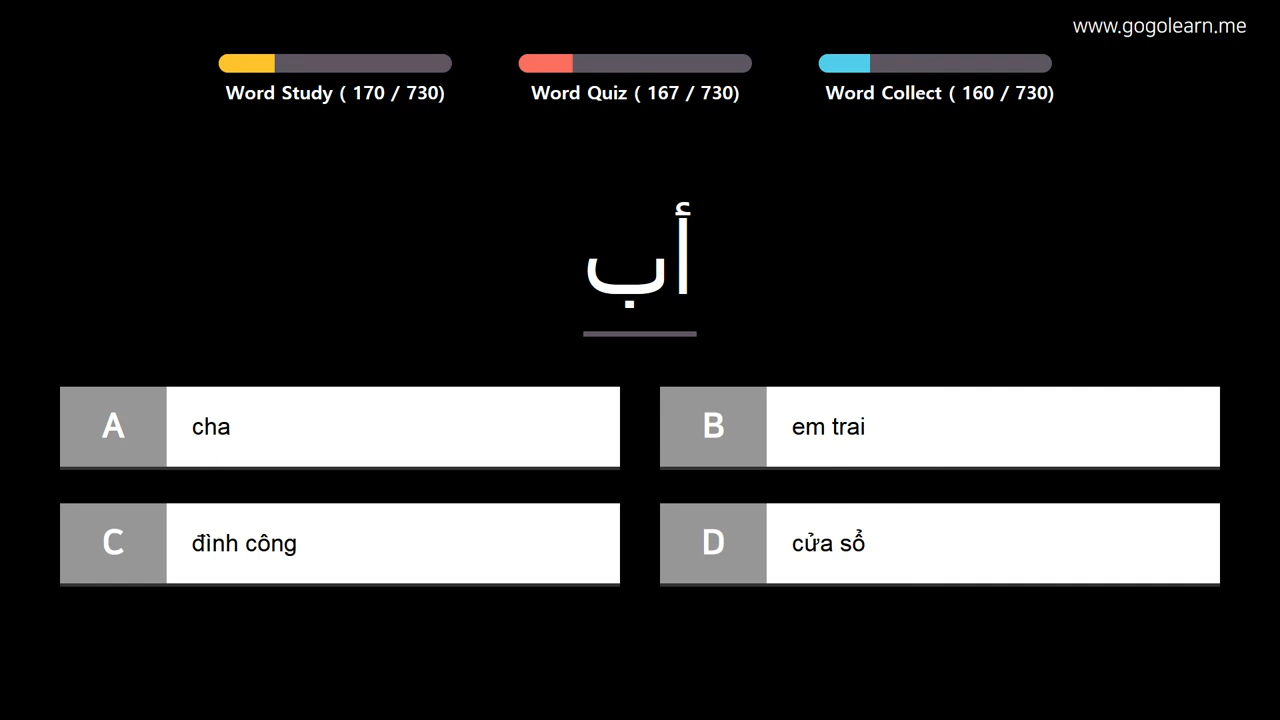 www.gogolearn.me
Word Study ( 170 / 730)
Word Quiz ( 167 / 730)
Word Collect ( 160 / 730)
أب
A cha
B em trai
C đình công
D cửa sổ